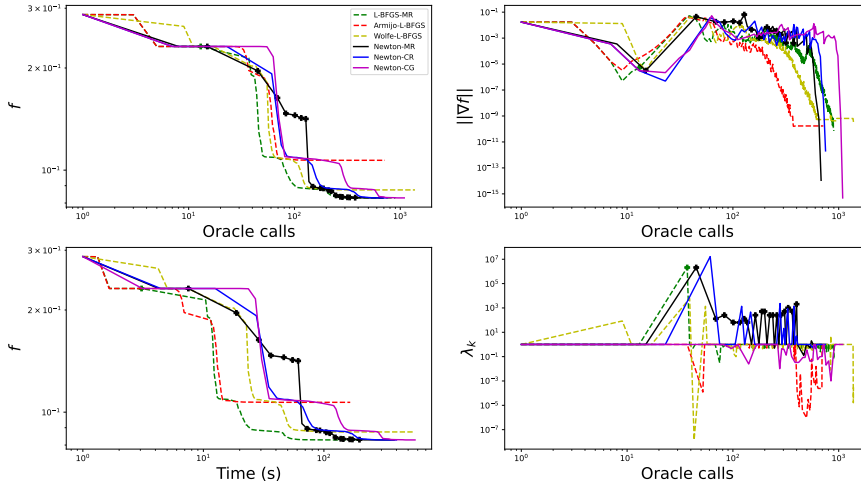 3 × 10⁻¹
2 × 10⁻¹
10⁻¹
f
10⁰ 10¹ 10² 10³
Oracle calls
L-BFGS-MR
Armijo-L-BFGS
Wolfe-L-BFGS
Newton-MR
Newton-CR
Newton-CG
10⁻¹
10⁻³
10⁻⁵
10⁻⁷
10⁻⁹
10⁻¹¹
10⁻¹³
10⁻¹⁵
||∇f||
10⁰ 10¹ 10² 10³
Oracle calls
3 × 10⁻¹
2 × 10⁻¹
10⁻¹
f
10⁰ 10¹ 10²
Time (s)
10⁷
10⁵
10³
10¹
10⁻¹
10⁻³
10⁻⁵
10⁻⁷
λₖ
10⁰ 10¹ 10² 10³
Oracle calls